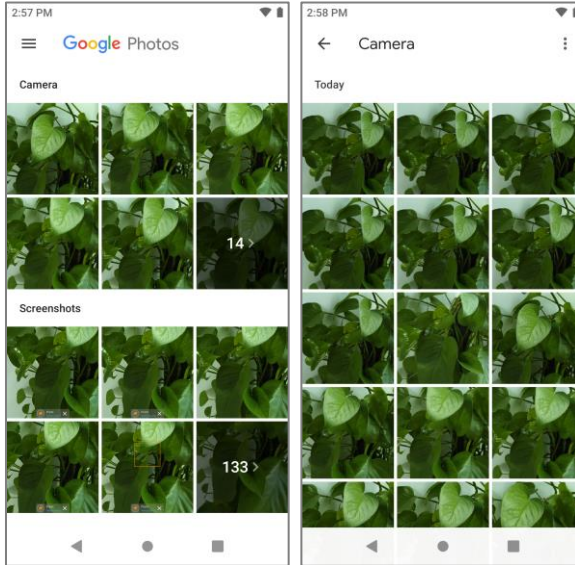 2:57 PM
Google Photos
Camera
14 >
Screenshots
133 >
2:58 PM
Camera
Today